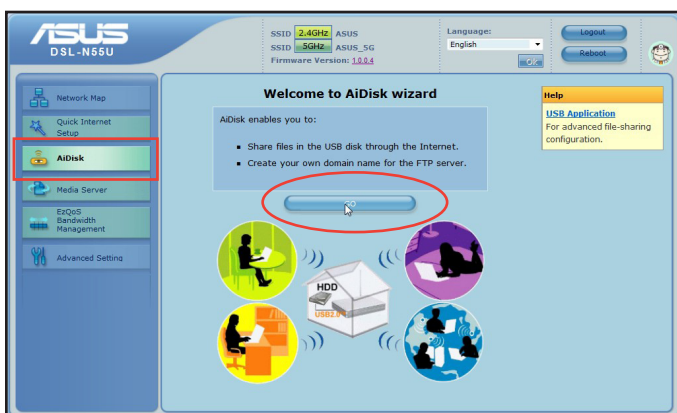 ASUS
DSL-N55U
SSID 2.4GHz ASUS
SSID 5GHz ASUS_5G
Firmware Version: 1.0.0.4
Language:
English
OK
Logout
Reboot
Network Map
Quick Internet
Setup
AiDisk
Media Server
EzQoS
Bandwidth
Management
Advanced Setting
Welcome to AiDisk wizard
AiDisk enables you to:
Share files in the USB disk through the Internet.
Create your own domain name for the FTP server.
GO
HDD
USB2.0
Help
USB Application
For advanced file-sharing
configuration.